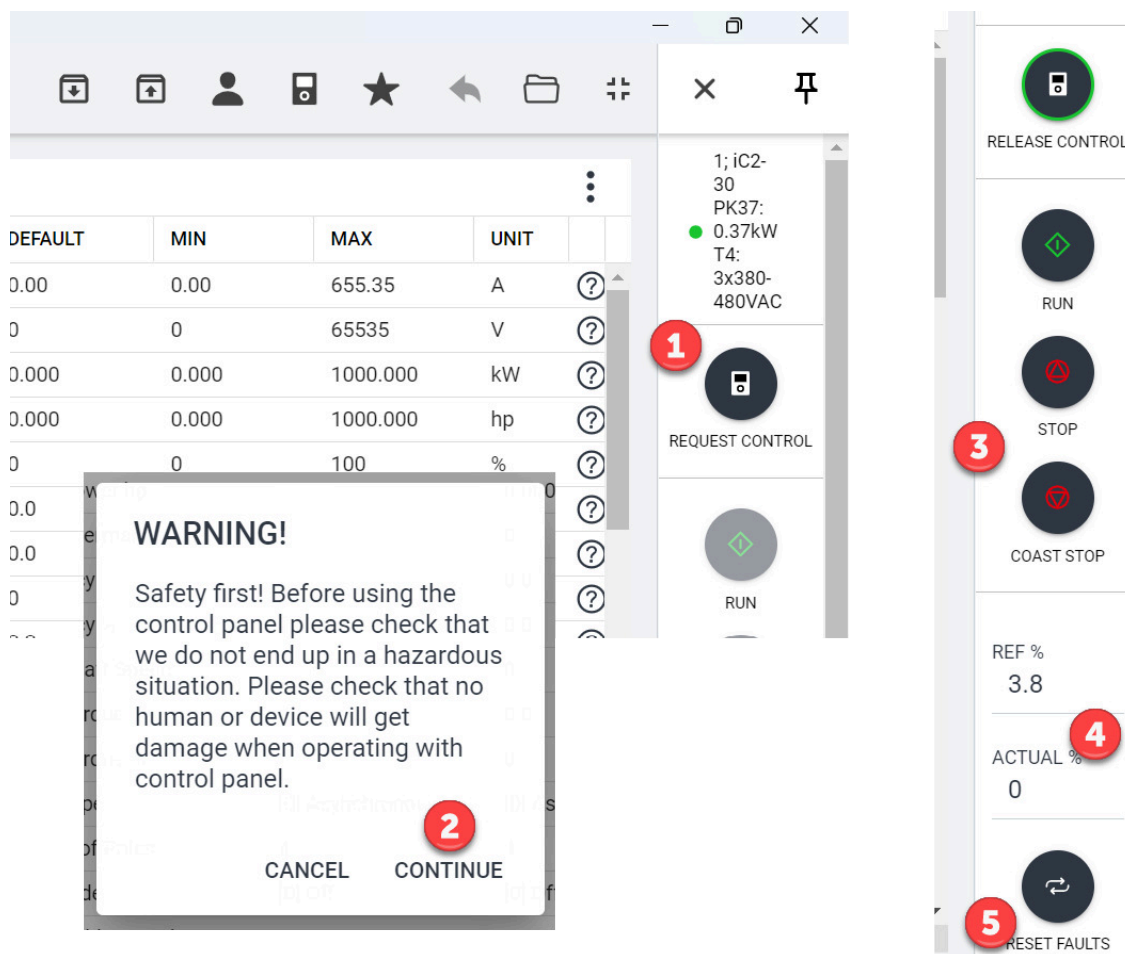 1; iC2-
30
PK37:
0.37kW
T4:
3x380-
480VAC
DEFAULT MIN MAX UNIT
0.00 0.00 655.35 A
0 0 65535 V
0.000 0.000 1000.000 kW
0.000 0.000 1000.000 hp
0 0 100 %
0.0
0.0
0
1
REQUEST CONTROL
RUN
WARNING!
Safety first! Before using the
control panel please check that
we do not end up in a hazardous
situation. Please check that no
human or device will get
damage when operating with
control panel.
2
CANCEL CONTINUE
RELEASE CONTROL
RUN
STOP
3
COAST STOP
REF %
3.8
4
ACTUAL %
0
5
RESET FAULTS